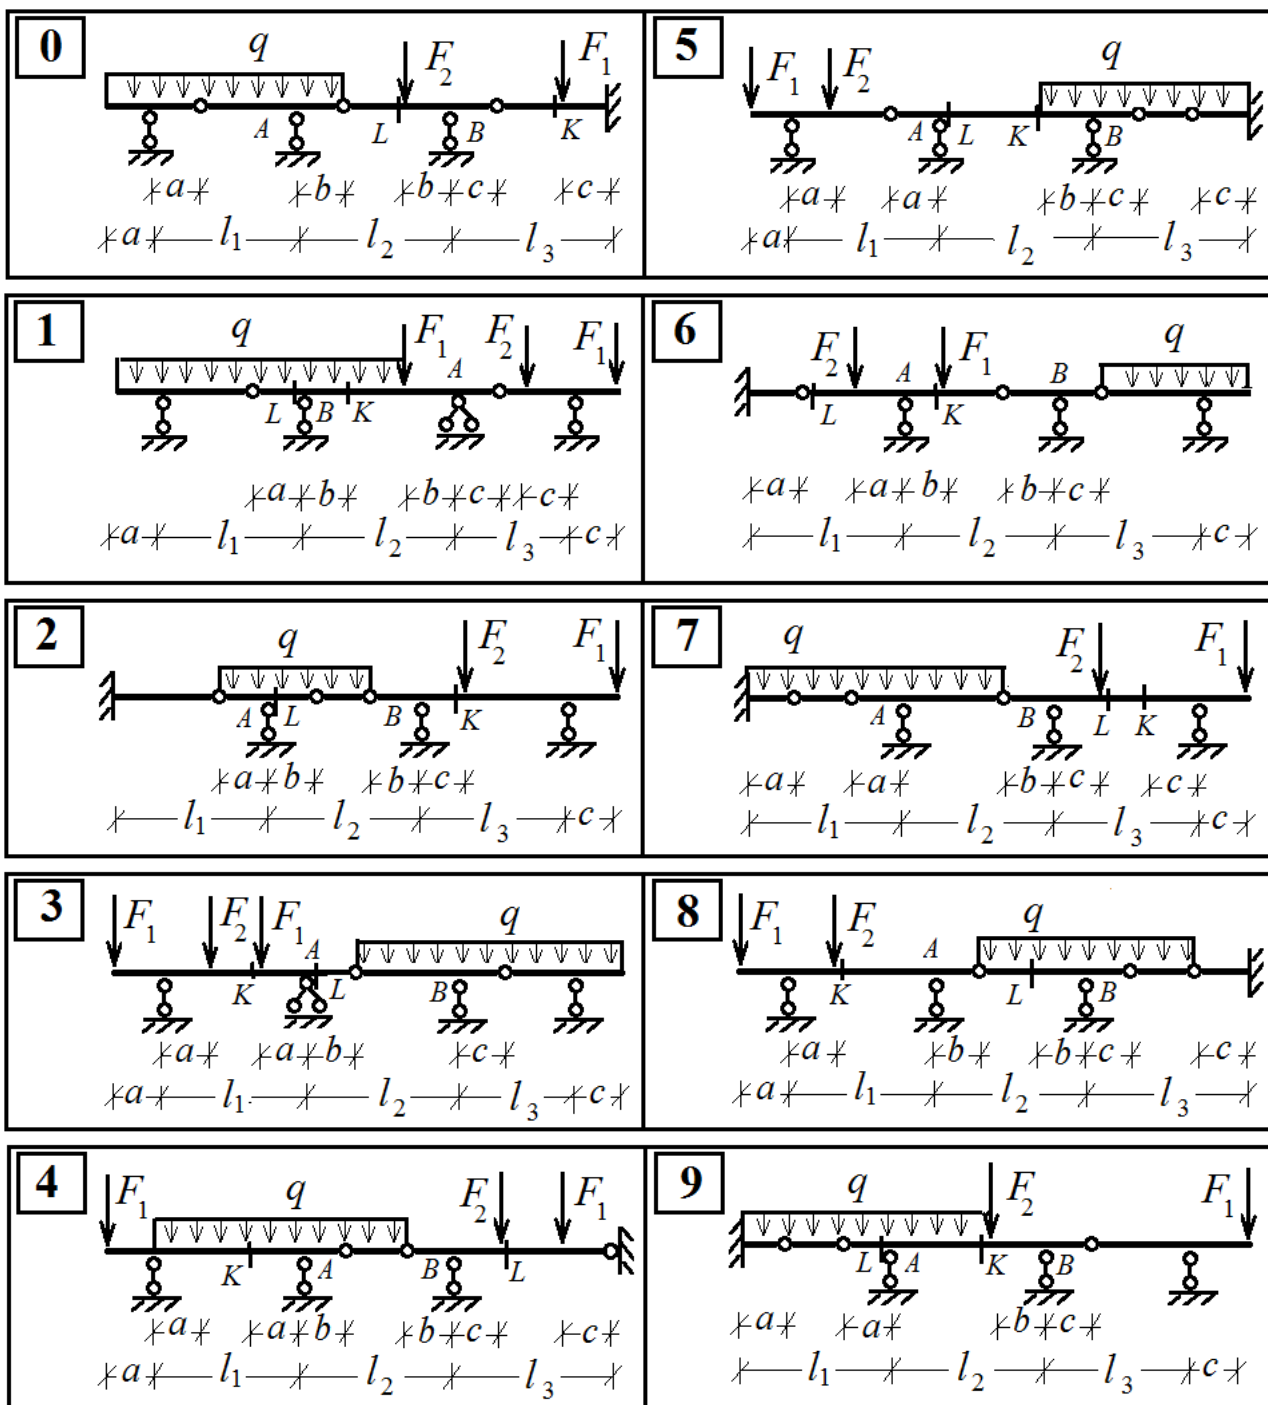 0
q
F₂
F₁
A
L
B
K
a b b c c
a l₁ l₂ l₃
5
F₁
F₂
q
A
L
K
B
a a b c c
a l₁ l₂ l₃
1
q
F₁
A
F₂
F₁
L
B
K
a b b c c
a l₁ l₂ l₃ c
6
F₂
A
F₁
B
q
L
K
a a b b c
l₁ l₂ l₃ c
2
q
F₂
F₁
A
L
B
K
a b b c
l₁ l₂ l₃ c
7
q
F₂
F₁
A
B
L
K
a a b c c
l₁ l₂ l₃ c
3
F₁
F₂
F₁
A
q
K
L
B
a a b c
a l₁ l₂ l₃ c
8
F₁
F₂
A
q
K
L
B
a b b c c
a l₁ l₂ l₃
4
F₁
q
F₂
F₁
K
A
B
L
a a b b c c
a l₁ l₂ l₃
9
q
F₂
F₁
L
A
K
B
a a b c
l₁ l₂ l₃ c